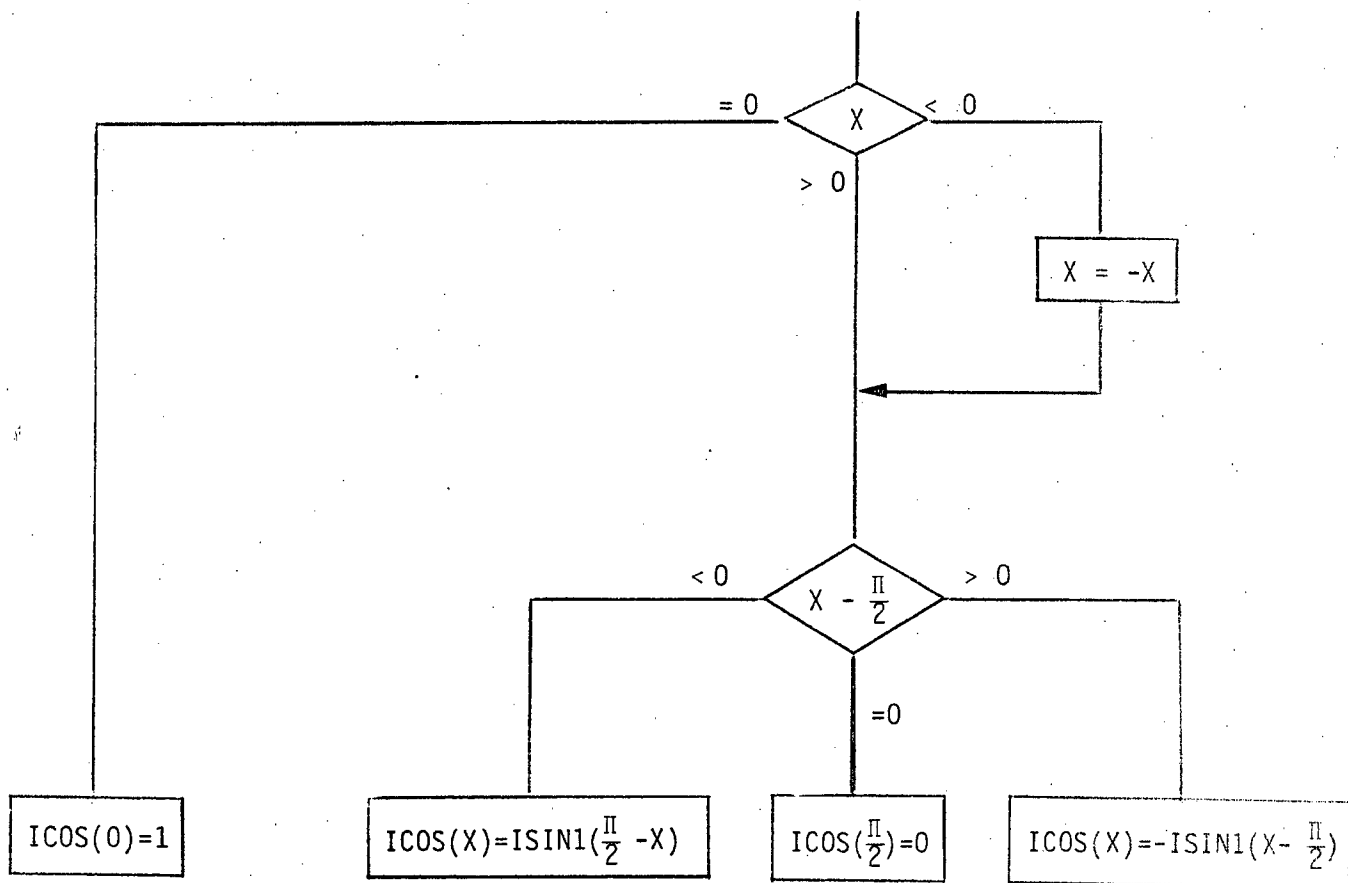 = 0
X
< 0
> 0
X = -X
< 0
X - Π/2
> 0
=0
ICOS(0)=1
ICOS(X)=ISIN1(Π/2 -X)
ICOS(Π/2)=0
ICOS(X)=-ISIN1(X- Π/2)